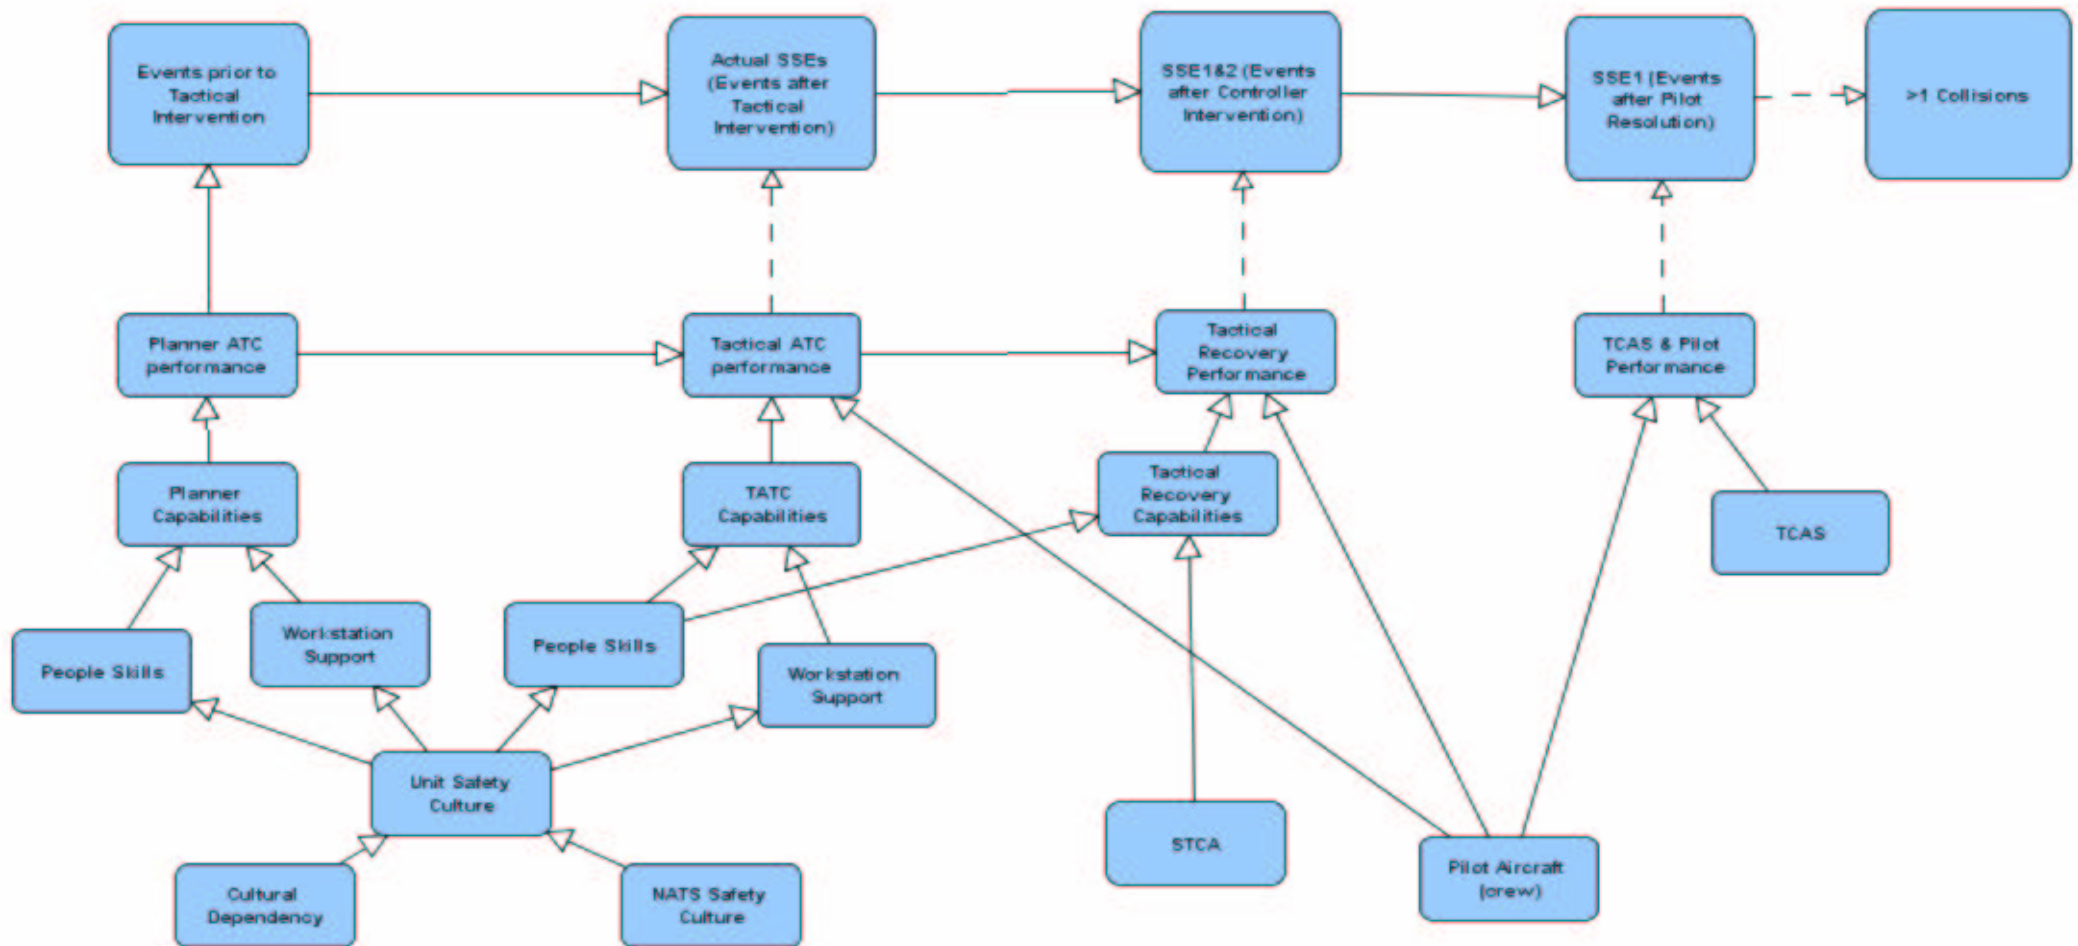 Events prior to
Tactical
Intervention
Actual SSEs
(Events after
Tactical
Intervention)
SSE1&2 (Events
after Controller
Intervention)
SSE1 (Events
after Pilot
Resolution)
>1 Collisions
Planner ATC
performance
Tactical ATC
performance
Tactical
Recovery
Performance
TCAS & Pilot
Performance
Planner
Capabilities
TATC
Capabilities
Tactical
Recovery
Capabilities
TCAS
People Skills
Workstation
Support
People Skills
Workstation
Support
Unit Safety
Culture
STCA
Pilot Aircraft
(crew)
Cultural
Dependency
NATS Safety
Culture